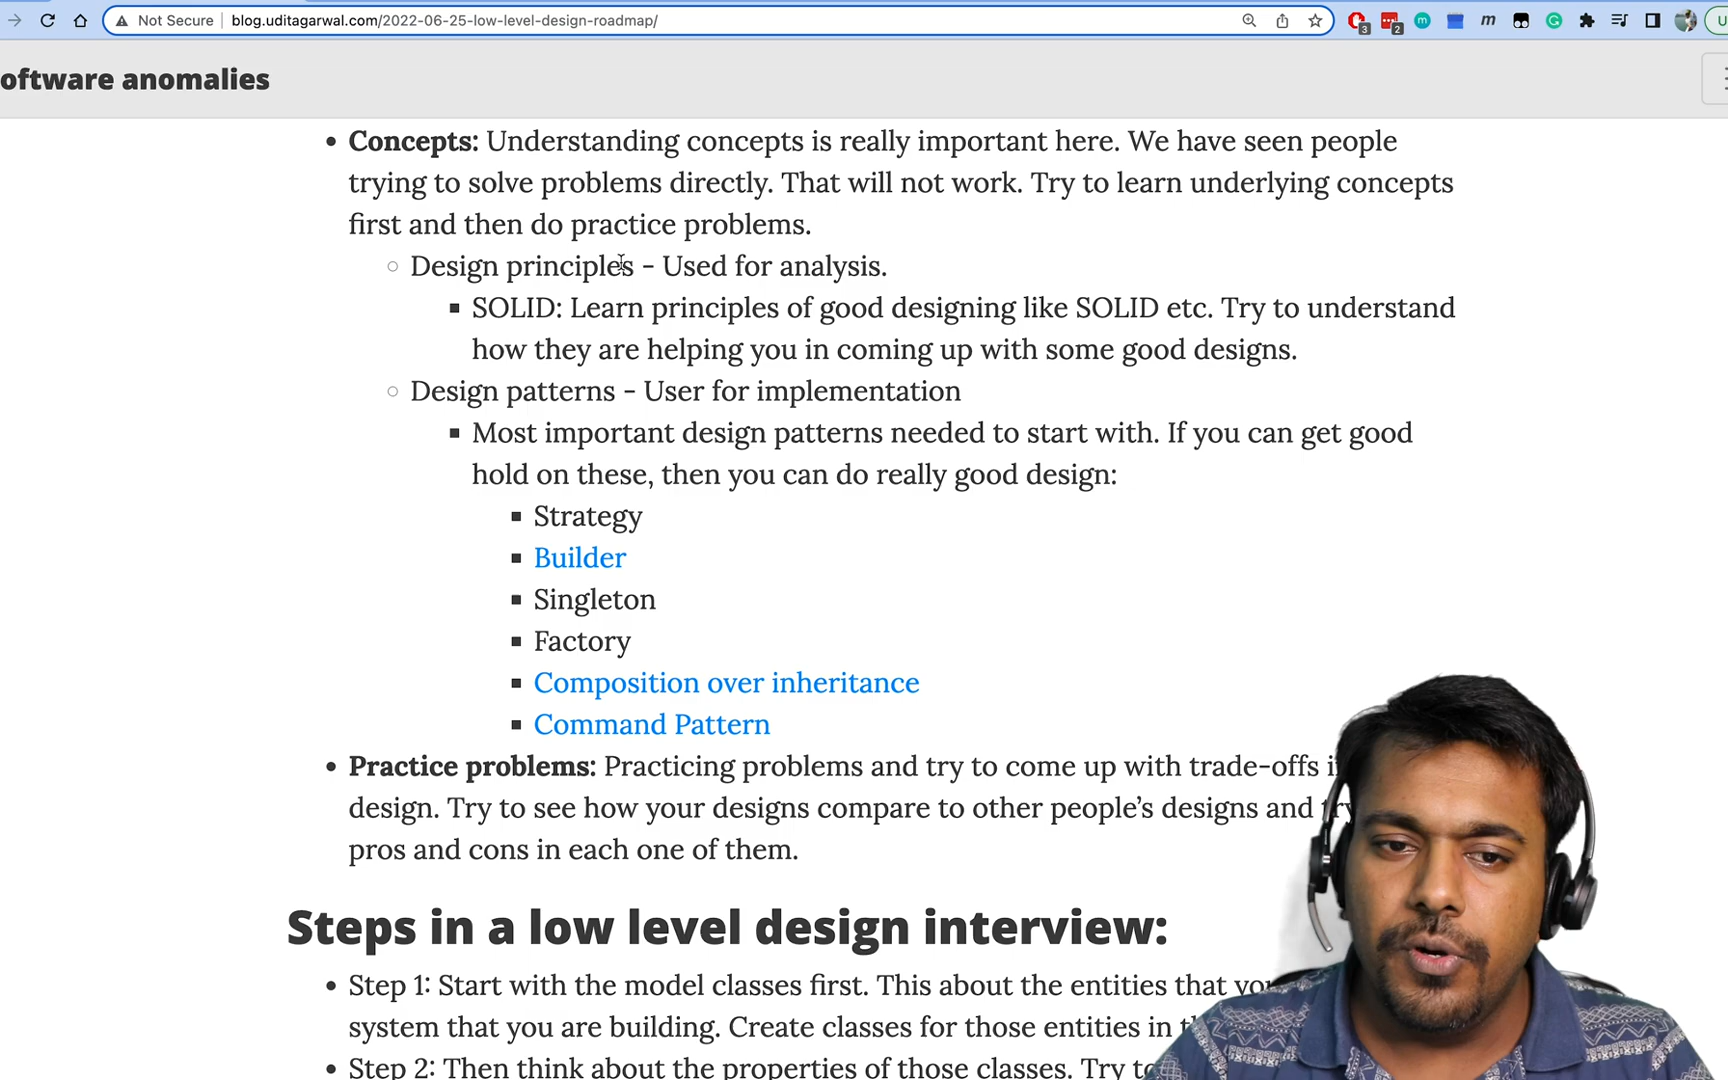 Not Secure | blog.uditagarwal.com/2022-06-25-low-level-design-roadmap/
3
2
m
m
G
U
oftware anomalies
• Concepts: Understanding concepts is really important here. We have seen people
trying to solve problems directly. That will not work. Try to learn underlying concepts
first and then do practice problems.
Design principles - Used for analysis.
SOLID: Learn principles of good designing like SOLID etc. Try to understand
how they are helping you in coming up with some good designs.
Design patterns - User for implementation
Most important design patterns needed to start with. If you can get good
hold on these, then you can do really good design:
Strategy
Builder
Singleton
Factory
Composition over inheritance
Command Pattern
• Practice problems: Practicing problems and try to come up with trade-offs
design. Try to see how your designs compare to other people's designs and
pros and cons in each one of them.
Steps in a low level design interview:
• Step 1: Start with the model classes first. This about the entities that
system that you are building. Create classes for those entities in
• Step 2: Then think about the properties of those classes. Try